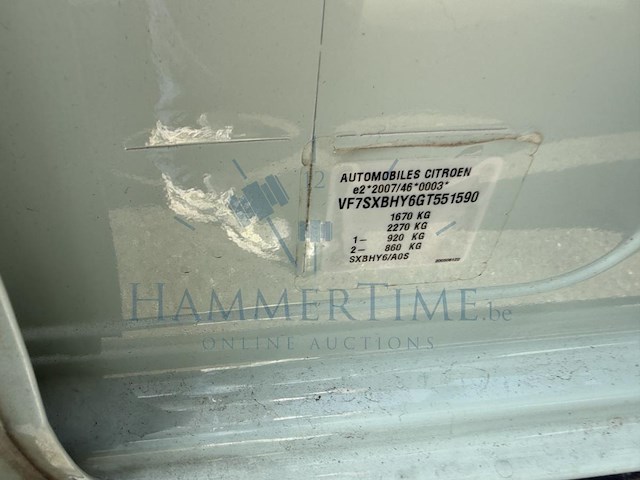 AUTOMOBILES CITROEN
e2*2007/46*0003*
VF7SXBHY6GT551590
1670 KG
2270 KG
1- 920 KG
2- 860 KG
SXBHY6/A0S
HAMMERTIME.be
ONLINE AUCTIONS